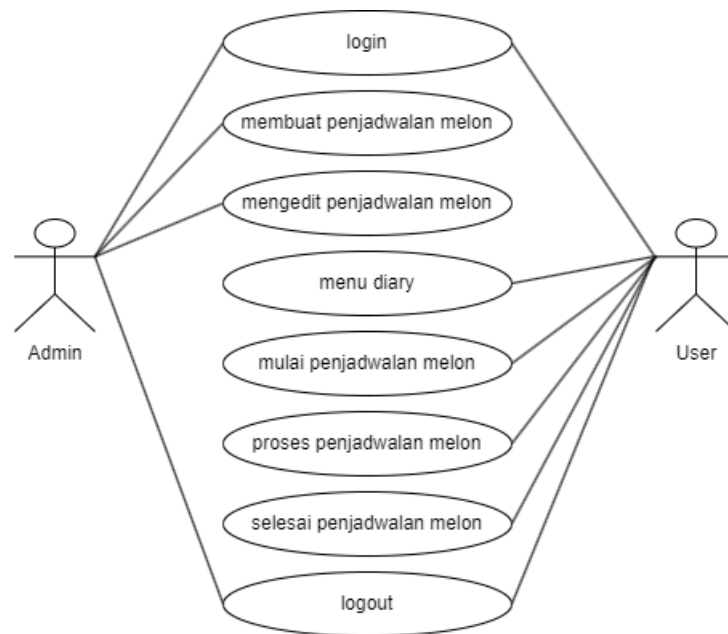 login
membuat penjadwalan melon
mengedit penjadwalan melon
menu diary
mulai penjadwalan melon
Admin
User
proses penjadwalan melon
selesai penjadwalan melon
logout